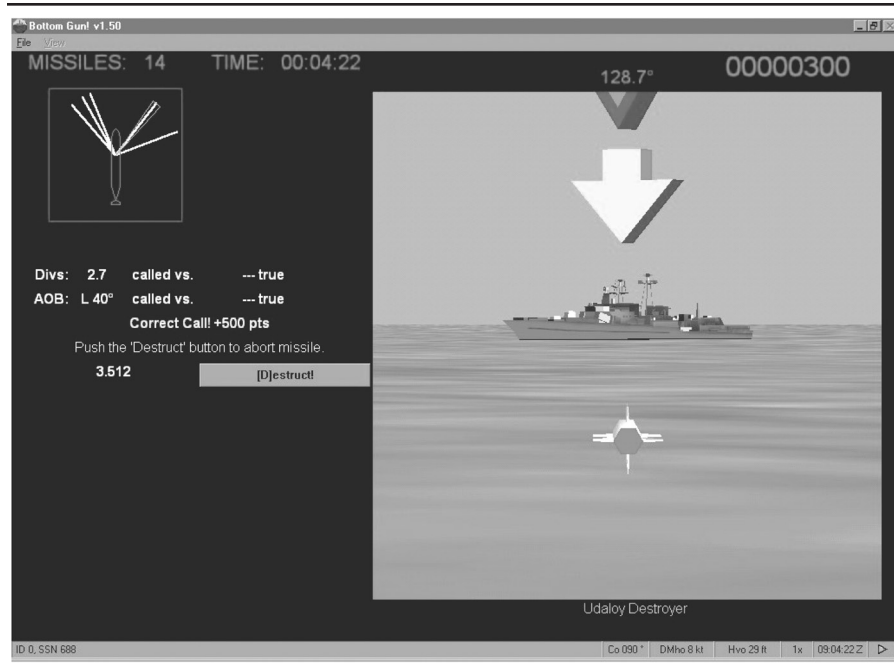 Bottom Gun! v1.50
File View
MISSILES: 14 TIME: 00:04:22
128.7°
00000300
Divs: 2.7 called vs. --- true
AOB: L 40° called vs. --- true
Correct Call! +500 pts
Push the 'Destruct' button to abort missile.
3.512 [D]estruct!
Udaloy Destroyer
ID 0, SSN 688 Co 090 ° DMho 8 kt Hvo 29 ft 1x 09:04:22 Z